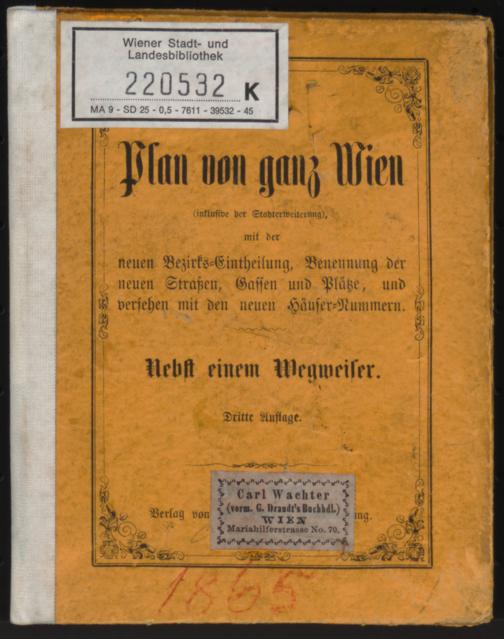 Wiener Stadt- und
Landesbibliothek
220532 K
MA 9 - SD 25 - 0,5 - 7611 - 39532 - 45
Plan von ganz Wien
(inklusive der Stadterweiterung),
mit der
neuen Bezirks=Eintheilung, Benennung der
neuen Straßen, Gassen und Plätze, und
versehen mit den neuen Häuser=Nummern.
Nebst einem Wegweiser.
Dritte Auflage.
Verlag von
Carl Wachter
(vorm. G. Draudt's Buchhdl.)
WIEN
Mariahilferstrasse No. 70.
1865